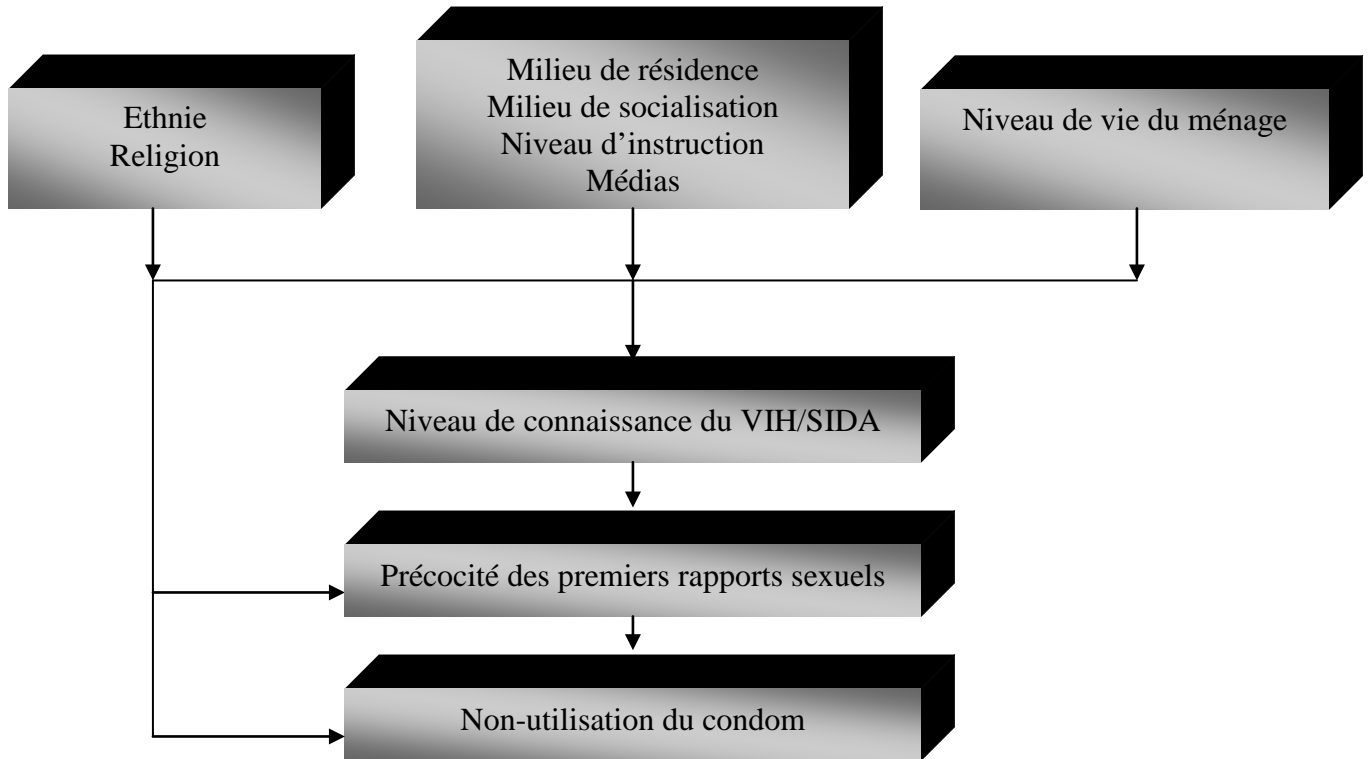 Ethnie
Religion
Milieu de résidence
Milieu de socialisation
Niveau d’instruction
Médias
Niveau de vie du ménage
Niveau de connaissance du VIH/SIDA
Précocité des premiers rapports sexuels
Non-utilisation du condom